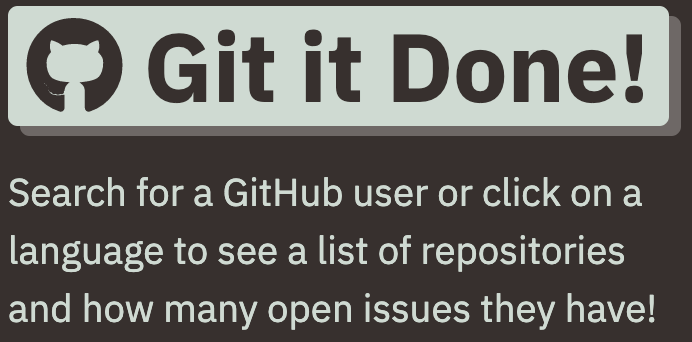 Git it Done!
Search for a GitHub user or click on a
language to see a list of repositories
and how many open issues they have!